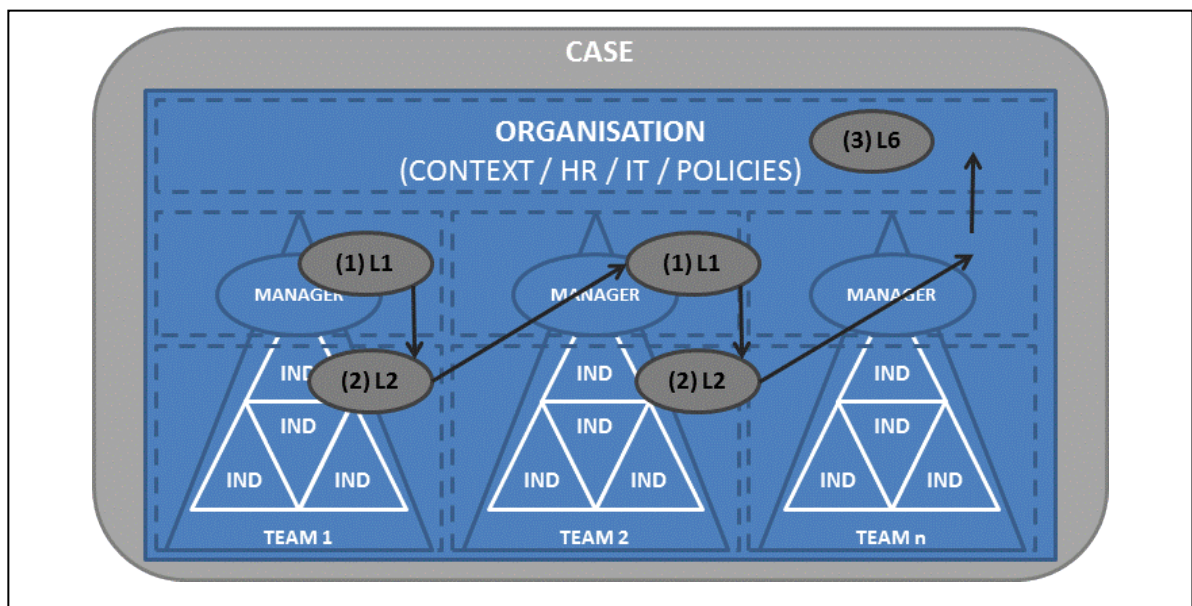 CASE
ORGANISATION
(CONTEXT / HR / IT / POLICIES)
(3) L6
(1) L1
MANAGER
(1) L1
MANAGER
MANAGER
IND
(2) L2
IND
(2) L2
IND
IND
IND
IND
IND
IND
IND
IND
IND
IND
IND
TEAM 1
TEAM 2
TEAM n